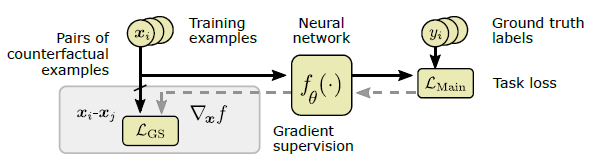 Pairs of
counterfactual
examples
x_i
Training
examples
Neural
network
y_i
Ground truth
labels
f_θ(·)
ℒ_Main
Task loss
x_i-x_j
ℒ_GS
∇_x f
Gradient
supervision